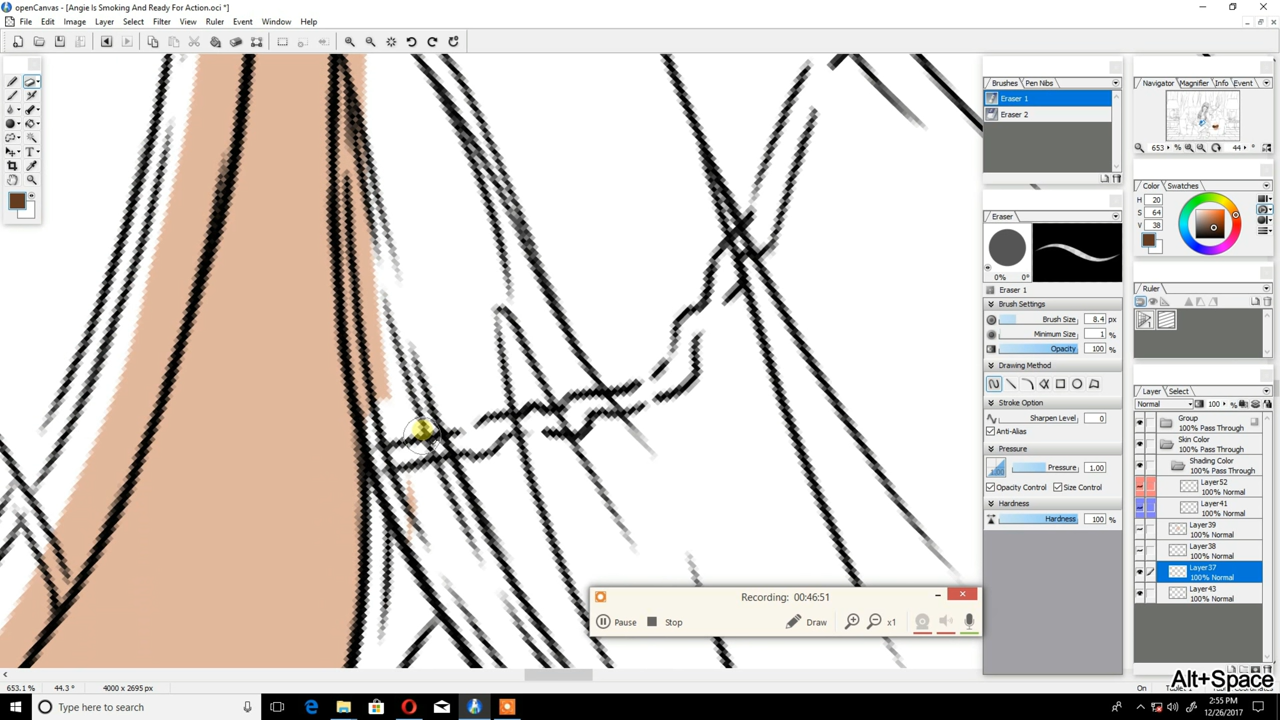 openCanvas - [Angie Is Smoking And Ready For Action.oci *]
File Edit Image Layer Select Filter View Ruler Event Window Help
Brushes Pen Nibs
Eraser 1
Eraser 2
Eraser
0% 0°
Eraser 1
Brush Settings
Brush Size 8.4 px
Minimum Size 1 %
Opacity 100 %
Drawing Method
Stroke Option
Sharpen Level 0
Anti-Alias
Pressure
Pressure 1.00
Opacity Control Size Control
Hardness
Hardness 100 %
Navigator Magnifier Info Event
653 % 44 °
Color Swatches
H 20
S 64
V 38
Ruler
Layer Select
Normal 100 %
Group
100% Pass Through
Skin Color
100% Pass Through
Shading Color
100% Pass Through
Layer52
100% Normal
Layer41
100% Normal
Layer39
100% Normal
Layer38
100% Normal
Layer37
100% Normal
Layer43
100% Normal
Recording: 00:46:51
Pause Stop Draw x1
Alt+Space
653.1 % 44.3 ° 4000 x 2695 px
On
Type here to search
2:55 PM
12/26/2017